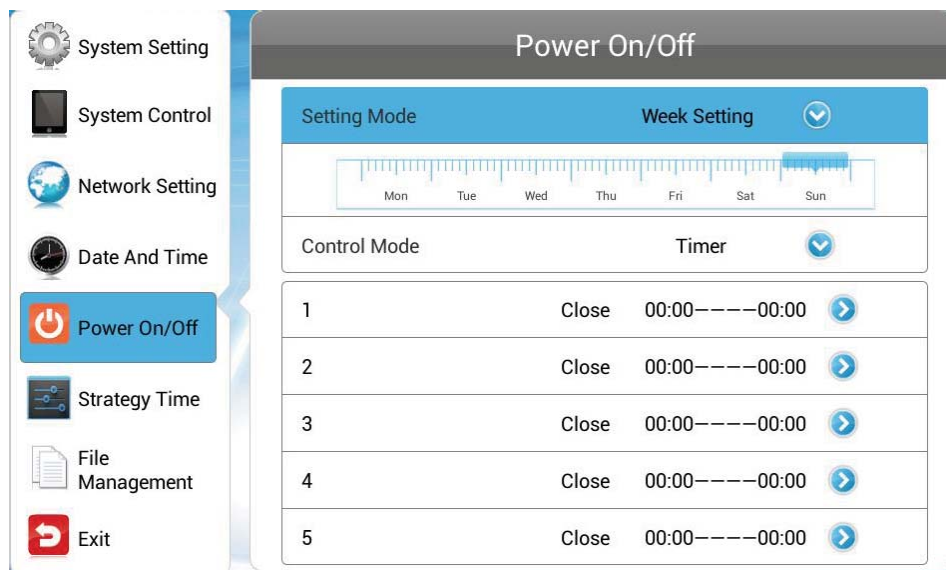 System Setting
System Control
Network Setting
Date And Time
Power On/Off
Strategy Time
File
Management
Exit
Power On/Off
Setting Mode Week Setting
Mon Tue Wed Thu Fri Sat Sun
Control Mode Timer
1 Close 00:00----00:00
2 Close 00:00----00:00
3 Close 00:00----00:00
4 Close 00:00----00:00
5 Close 00:00----00:00